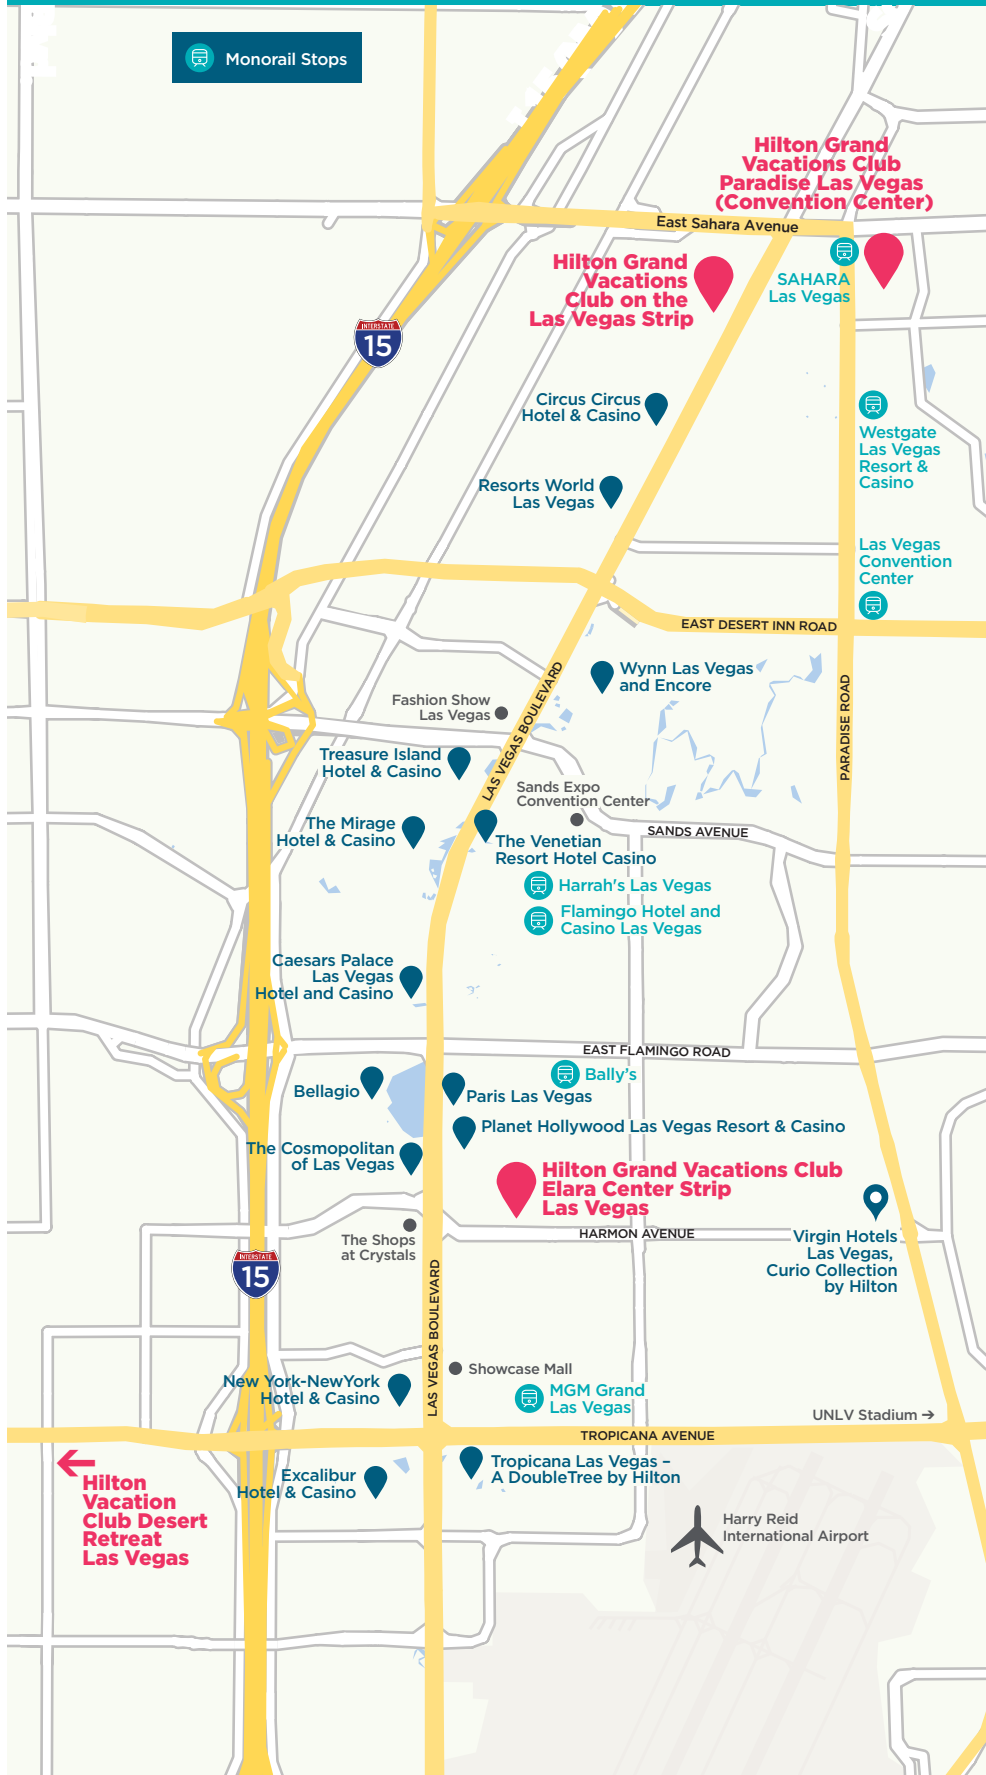 Monorail Stops
Hilton Grand
Vacations Club
Paradise Las Vegas
(Convention Center)
East Sahara Avenue
SAHARA
Las Vegas
Hilton Grand
Vacations
Club on the
Las Vegas Strip
INTERSTATE
15
Circus Circus
Hotel & Casino
Westgate
Las Vegas
Resort &
Casino
Resorts World
Las Vegas
Las Vegas
Convention
Center
EAST DESERT INN ROAD
Wynn Las Vegas
and Encore
LAS VEGAS BOULEVARD
PARADISE ROAD
Fashion Show
Las Vegas
Treasure Island
Hotel & Casino
Sands Expo
Convention Center
The Mirage
Hotel & Casino
SANDS AVENUE
The Venetian
Resort Hotel Casino
Harrah's Las Vegas
Flamingo Hotel and
Casino Las Vegas
Caesars Palace
Las Vegas
Hotel and Casino
EAST FLAMINGO ROAD
Bally's
Bellagio
Paris Las Vegas
Planet Hollywood Las Vegas Resort & Casino
The Cosmopolitan
of Las Vegas
Hilton Grand Vacations Club
Elara Center Strip
Las Vegas
The Shops
at Crystals
HARMON AVENUE
Virgin Hotels
Las Vegas,
Curio Collection
by Hilton
INTERSTATE
15
LAS VEGAS BOULEVARD
Showcase Mall
New York-NewYork
Hotel & Casino
MGM Grand
Las Vegas
UNLV Stadium →
TROPICANA AVENUE
Hilton
Vacation
Club Desert
Retreat
Las Vegas
Excalibur
Hotel & Casino
Tropicana Las Vegas –
A DoubleTree by Hilton
Harry Reid
International Airport